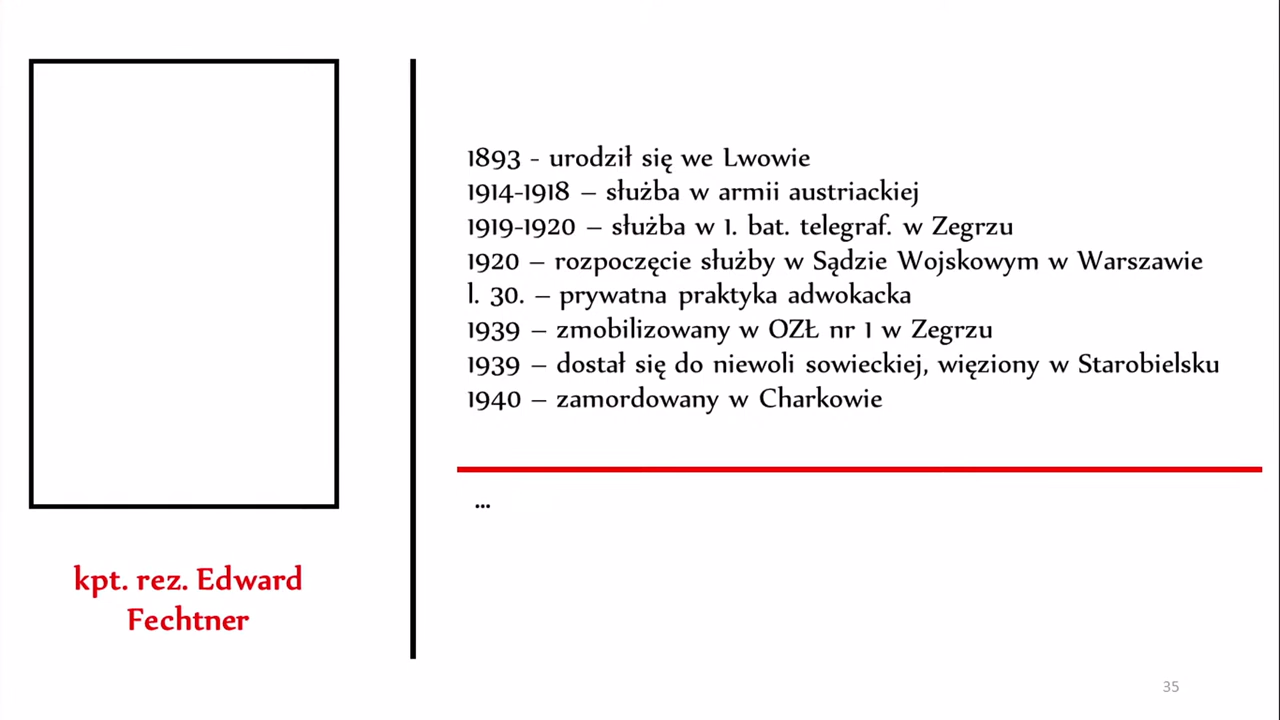 1893 - urodził się we Lwowie
1914-1918 – służba w armii austriackiej
1919-1920 – służba w 1. bat. telegraf. w Zegrzu
1920 – rozpoczęcie służby w Sądzie Wojskowym w Warszawie
l. 30. – prywatna praktyka adwokacka
1939 – zmobilizowany w OZŁ nr 1 w Zegrzu
1939 – dostał się do niewoli sowieckiej, więziony w Starobielsku
1940 – zamordowany w Charkowie
...
kpt. rez. Edward
Fechtner
35